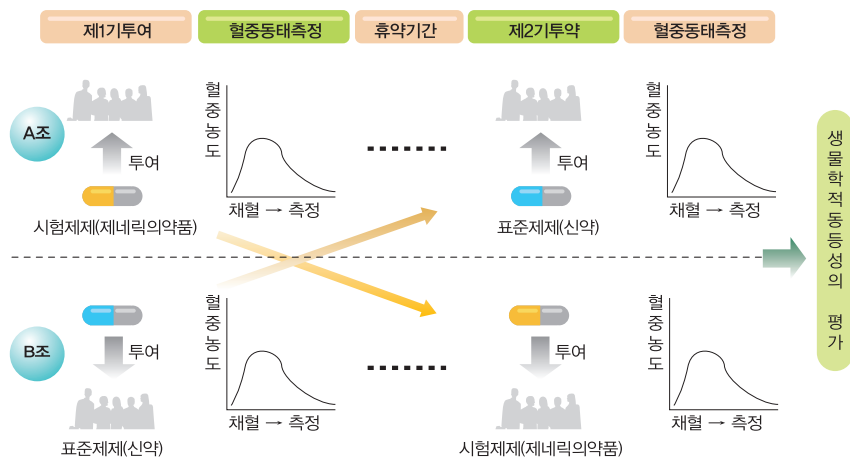 제1기투여
혈중동태측정
휴약기간
제2기투약
혈중동태측정
A조
투여
시험제제(제네릭의약품)
혈중농도
채혈 → 측정
투여
표준제제(신약)
혈중농도
채혈 → 측정
생물학적동등성의 평가
B조
투여
표준제제(신약)
혈중농도
채혈 → 측정
투여
시험제제(제네릭의약품)
혈중농도
채혈 → 측정